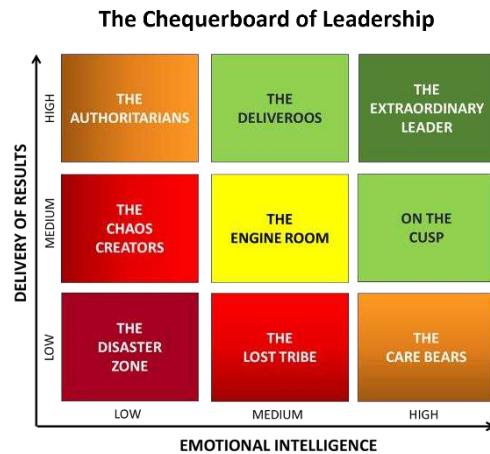 The Chequerboard of Leadership
DELIVERY OF RESULTS
HIGH
THE
AUTHORITARIANS
THE
DELIVEROOS
THE
EXTRAORDINARY
LEADER
MEDIUM
THE
CHAOS
CREATORS
THE
ENGINE ROOM
ON THE
CUSP
LOW
THE
DISASTER
ZONE
THE
LOST TRIBE
THE
CARE BEARS
LOW
MEDIUM
HIGH
EMOTIONAL INTELLIGENCE